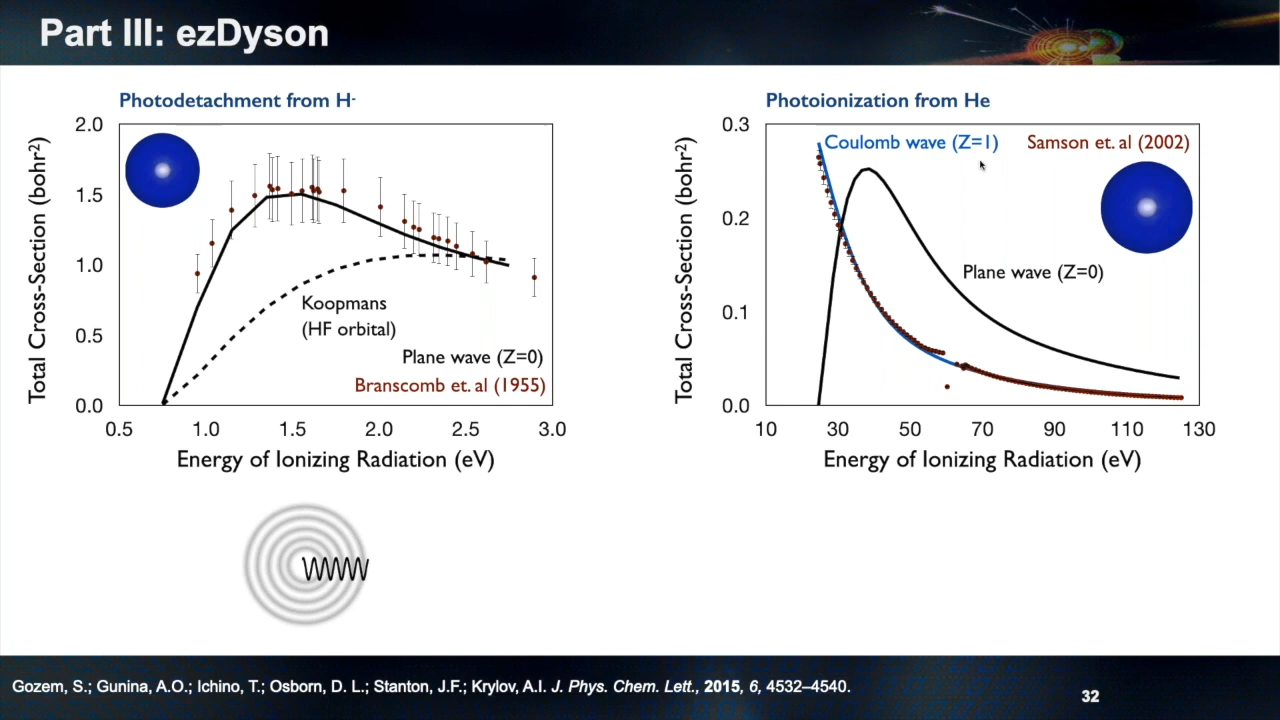 Part III: ezDyson
Photodetachment from H-
Total Cross-Section (bohr²)
2.0
1.5
1.0
0.5
0.0
Koopmans
(HF orbital)
Plane wave (Z=0)
Branscomb et. al (1955)
0.5 1.0 1.5 2.0 2.5 3.0
Energy of Ionizing Radiation (eV)
Photoionization from He
Total Cross-Section (bohr²)
0.3
0.2
0.1
0.0
Coulomb wave (Z=1)
Samson et. al (2002)
Plane wave (Z=0)
10 30 50 70 90 110 130
Energy of Ionizing Radiation (eV)
Gozem, S.; Gunina, A.O.; Ichino, T.; Osborn, D. L.; Stanton, J.F.; Krylov, A.I. J. Phys. Chem. Lett., 2015, 6, 4532–4540.
32